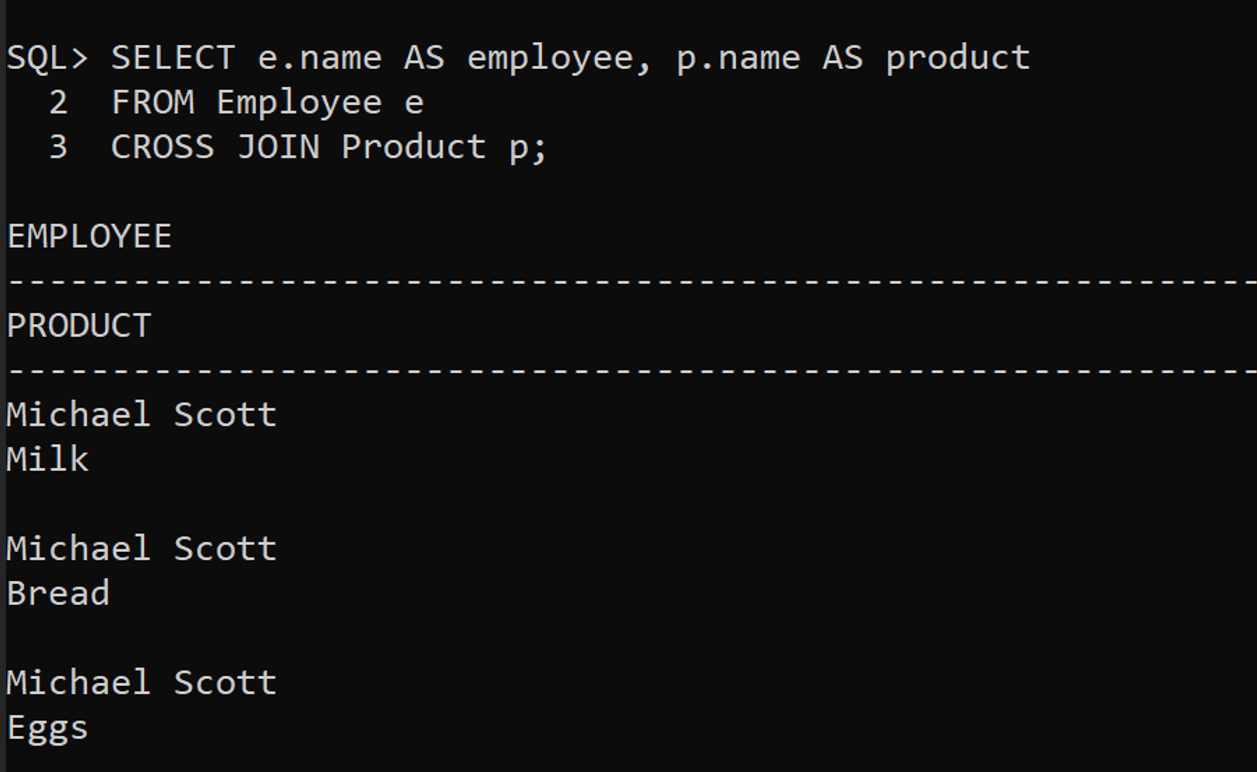 SQL> SELECT e.name AS employee, p.name AS product
  2  FROM Employee e
  3  CROSS JOIN Product p;
EMPLOYEE
------------------------------------------------------------
PRODUCT
------------------------------------------------------------
Michael Scott
Milk
Michael Scott
Bread
Michael Scott
Eggs